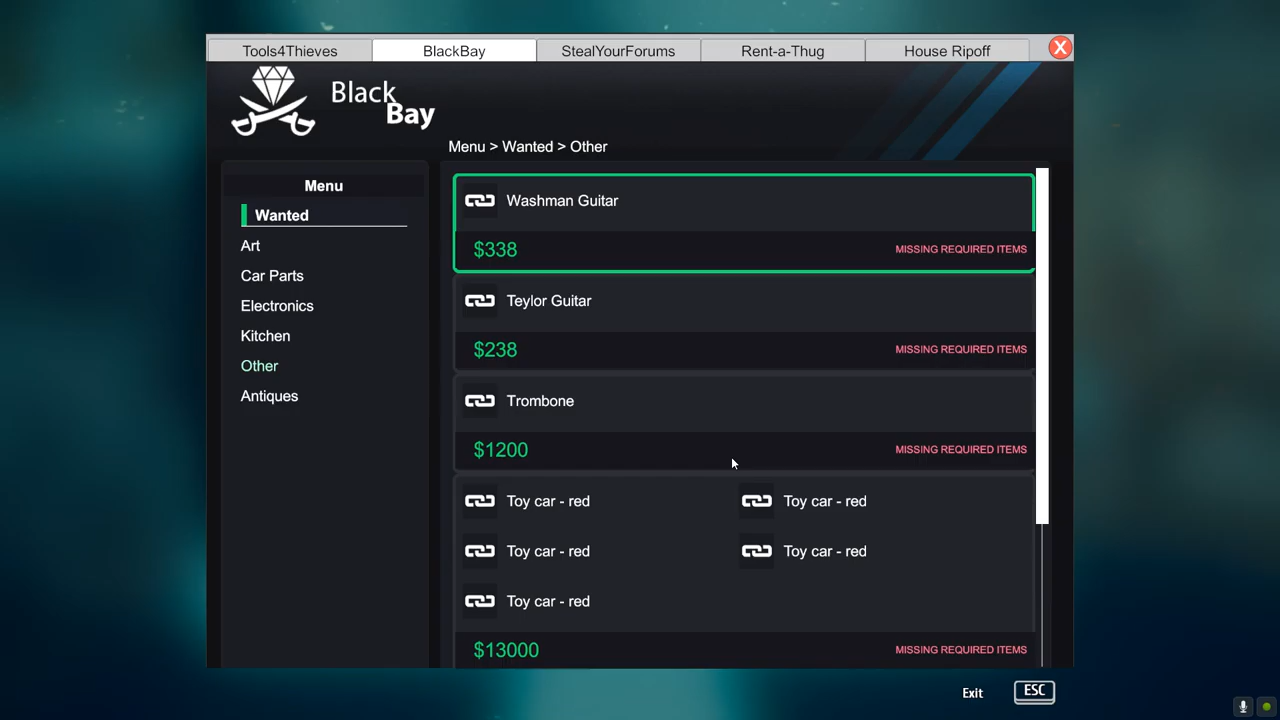 Tools4Thieves BlackBay StealYourForums Rent-a-Thug House Ripoff X
Black
Bay
Menu > Wanted > Other
Menu
Wanted
Art
Car Parts
Electronics
Kitchen
Other
Antiques
Washman Guitar
$338 MISSING REQUIRED ITEMS
Teylor Guitar
$238 MISSING REQUIRED ITEMS
Trombone
$1200 MISSING REQUIRED ITEMS
Toy car - red Toy car - red
Toy car - red Toy car - red
Toy car - red
$13000 MISSING REQUIRED ITEMS
Exit ESC